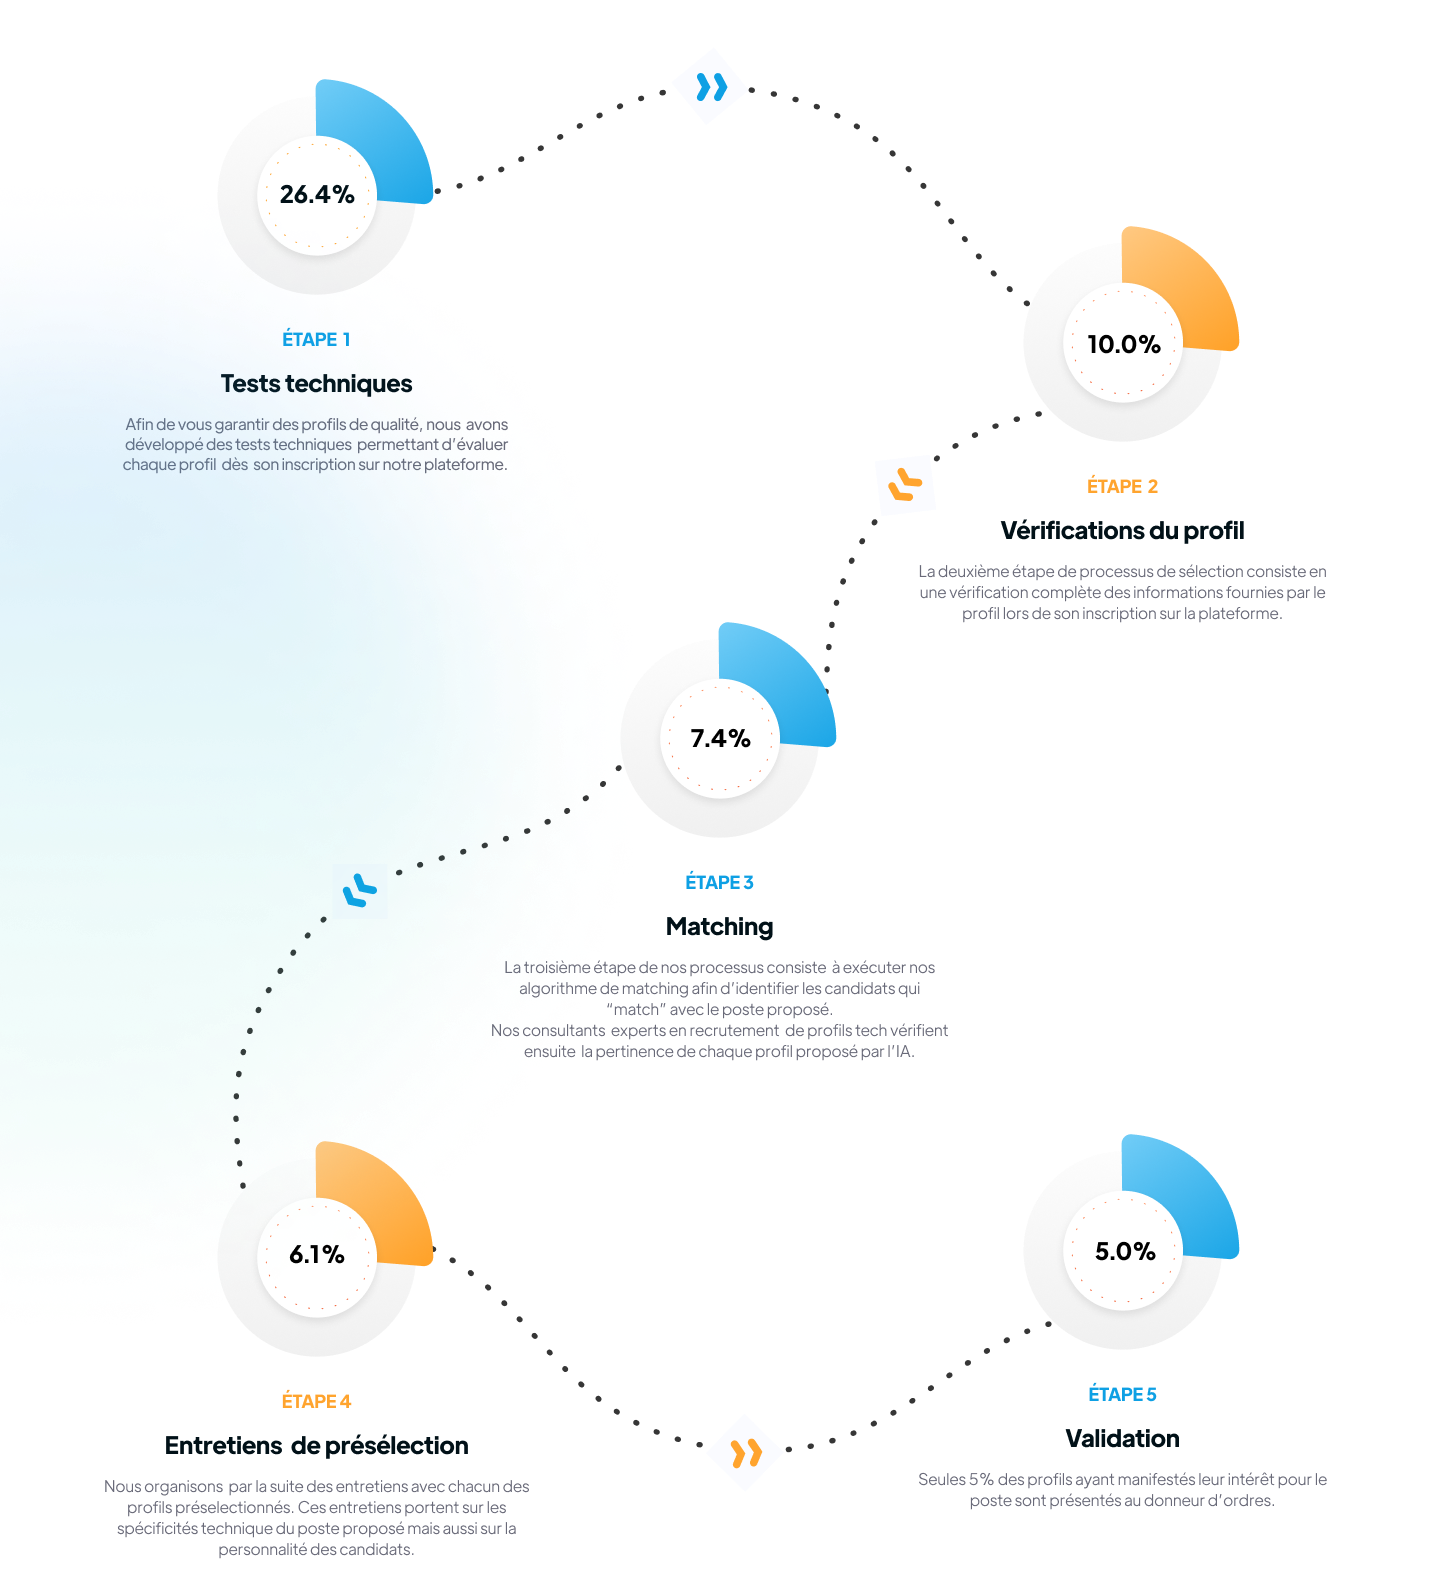 26.4%
ÉTAPE 1
Tests techniques
Afin de vous garantir des profils de qualité, nous avons
développé des tests techniques permettant d’évaluer
chaque profil dès son inscription sur notre plateforme.
10.0%
ÉTAPE 2
Vérifications du profil
La deuxième étape de processus de sélection consiste en
une vérification complète des informations fournies par le
profil lors de son inscription sur la plateforme.
7.4%
ÉTAPE 3
Matching
La troisième étape de nos processus consiste à exécuter nos
algorithme de matching afin d’identifier les candidats qui
“match” avec le poste proposé.
Nos consultants experts en recrutement de profils tech vérifient
ensuite la pertinence de chaque profil proposé par l’IA.
6.1%
ÉTAPE 4
Entretiens de présélection
Nous organisons par la suite des entretiens avec chacun des
profils préselectionnés. Ces entretiens portent sur les
spécificités technique du poste proposé mais aussi sur la
personnalité des candidats.
5.0%
ÉTAPE 5
Validation
Seules 5% des profils ayant manifestés leur intérêt pour le
poste sont présentés au donneur d’ordres.